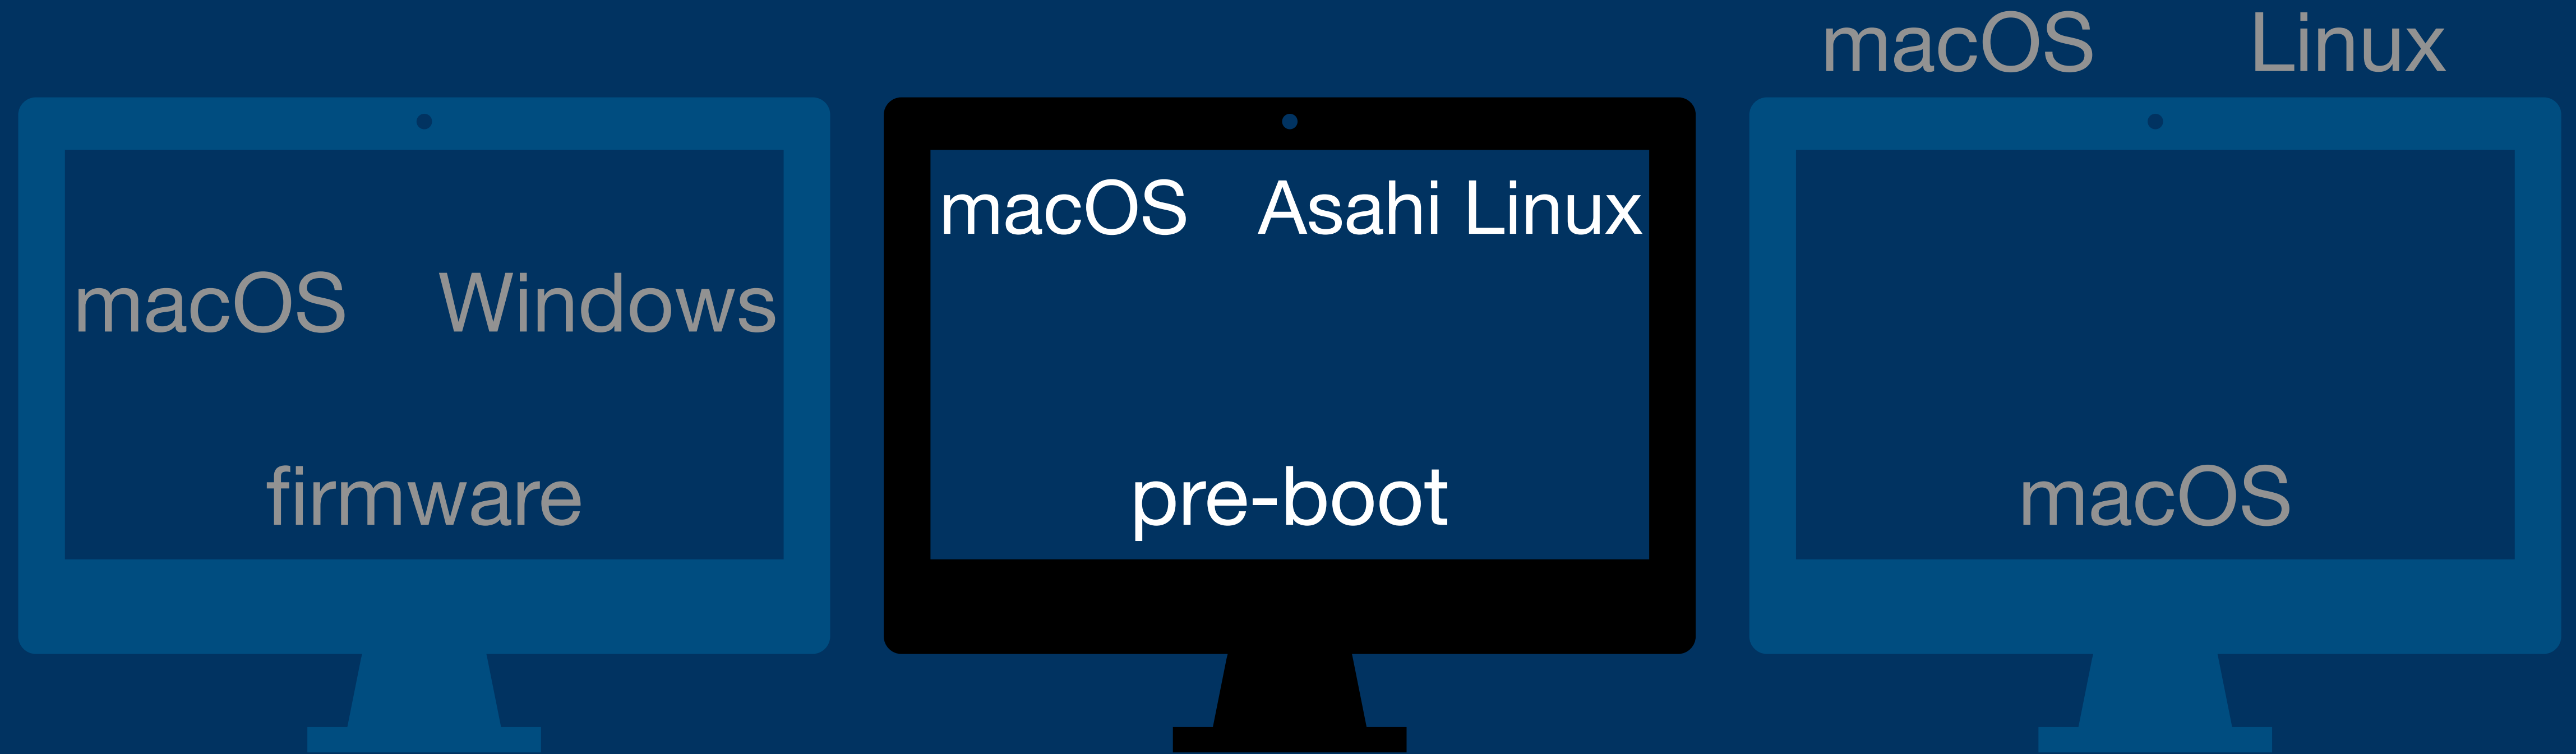 macOS Windows
firmware
macOS Asahi Linux
pre-boot
macOS Linux
macOS